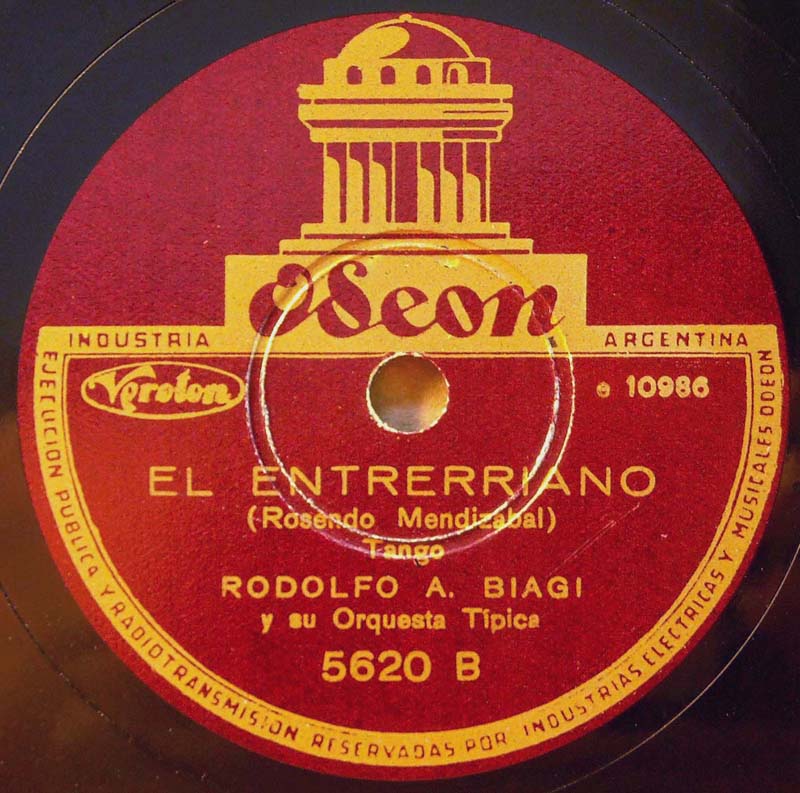 Odeon
INDUSTRIA ARGENTINA
Veroton
e 10986
EL ENTRERRIANO
(Rosendo Mendizabal)
Tango
RODOLFO A. BIAGI
y su Orquesta Típica
5620 B
EJECUCION PUBLICA Y RADIOTRANSMISION RESERVADAS POR INDUSTRIAS ELECTRICAS Y MUSICALES ODEON